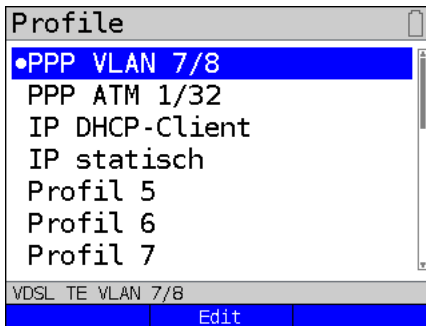 Profile
●PPP VLAN 7/8
PPP ATM 1/32
IP DHCP-Client
IP statisch
Profil 5
Profil 6
Profil 7
VDSL TE VLAN 7/8
Edit